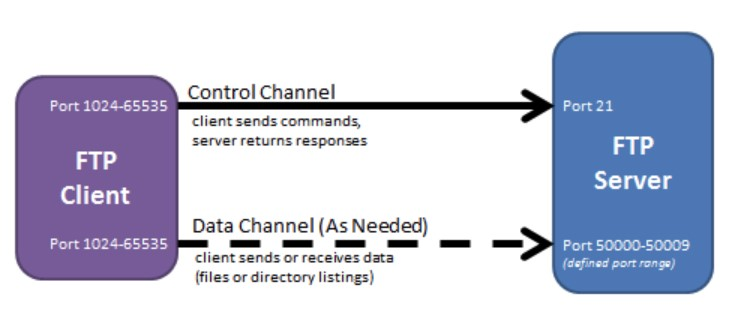 Control Channel
Port 1024-65535
Port 21
client sends commands,
server returns responses
FTP
Client
FTP
Server
Data Channel (As Needed)
Port 1024-65535
Port 50000-50009
client sends or receives data
(defined port range)
(files or directory listings)